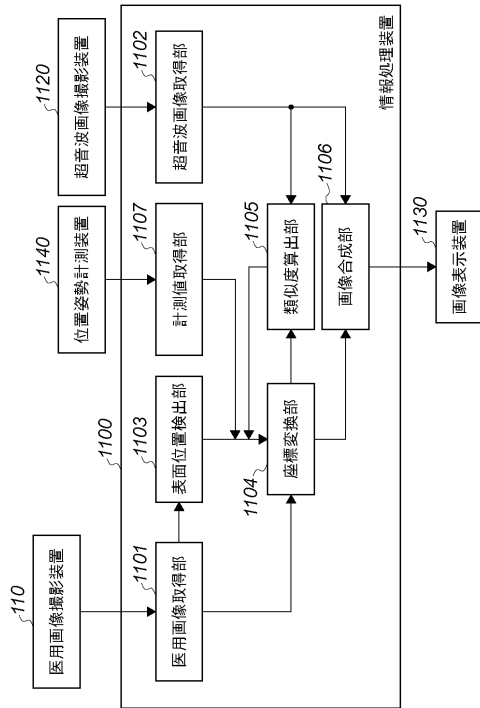 110
医用画像撮影装置
1140
位置姿勢計測装置
1120
超音波画像撮影装置
1100
1101
医用画像取得部
1103
表面位置検出部
1107
計測値取得部
1102
超音波画像取得部
1104
座標変換部
1105
類似度算出部
1106
画像合成部
情報処理装置
1130
画像表示装置